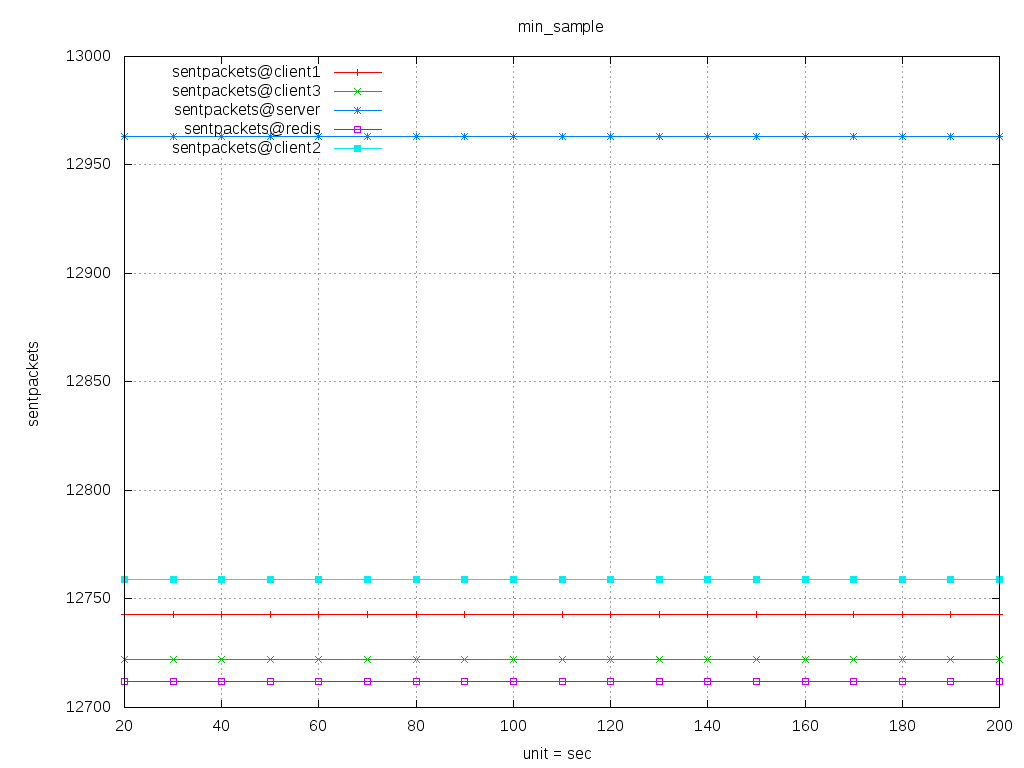 min_sample
13000
12950
12900
12850
12800
12750
12700
sentpackets
sentpackets@client1
sentpackets@client3
sentpackets@server
sentpackets@redis
sentpackets@client2
20 40 60 80 100 120 140 160 180 200
unit = sec